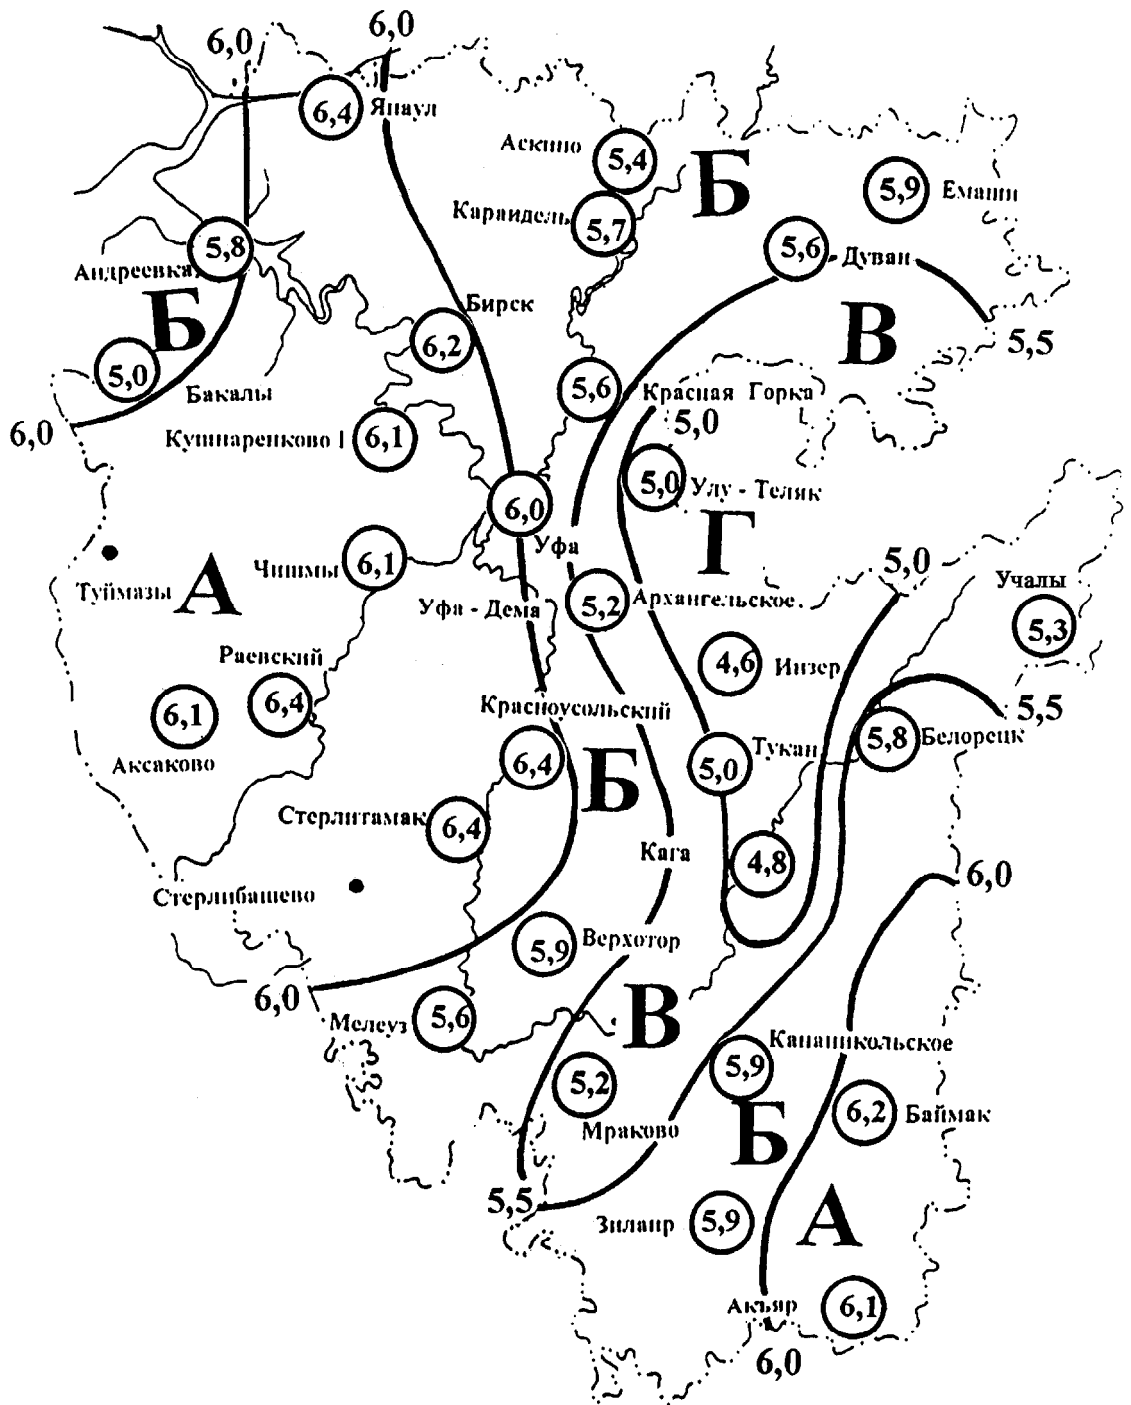 6,0
6,0
6,4
Янаул
Аскино
5,4
Б
5,9
Емаши
Караидель
5,7
5,8
Андреевка
5,6
Дуван
Б
Бирск
6,2
В
5,5
5,0
Бакалы
5,6
Красная Горка
5,0
6,0
Кушнаренково
6,1
5,0
Улу - Теляк
6,0
Уфа
Г
Чишмы
6,1
5,0
Учалы
Туймазы
А
Уфа - Дема
5,2
Архангельское
5,3
Раевский
4,6
Инзер
6,1
6,4
Аксаково
Красноусольский
5,5
5,8
Белорецк
6,4
Б
5,0
Тукан
Стерлитамак
6,4
Кага
4,8
6,0
Стерлибашево
5,9
Верхотор
6,0
Мелеуз
5,6
В
Кананикольское
5,9
5,2
Мраково
Б
6,2
Баймак
5,5
Зилаир
5,9
А
Акъяр
6,1
6,0